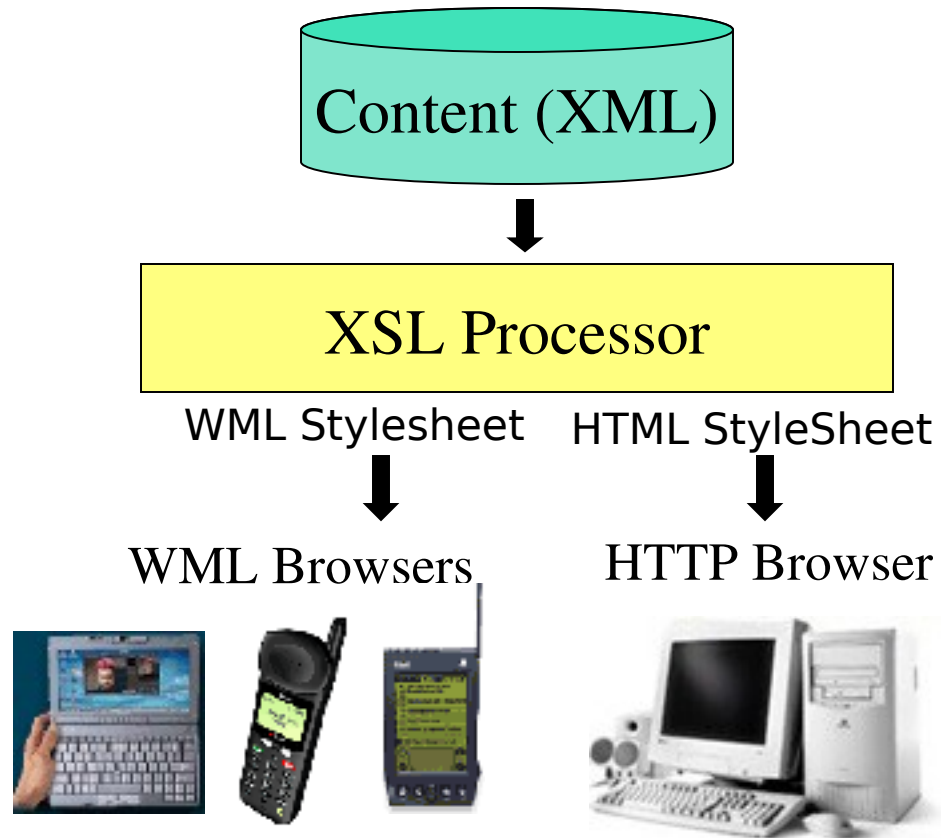 Content (XML)
XSL Processor
WML Stylesheet
HTML StyleSheet
WML Browsers
HTTP Browser